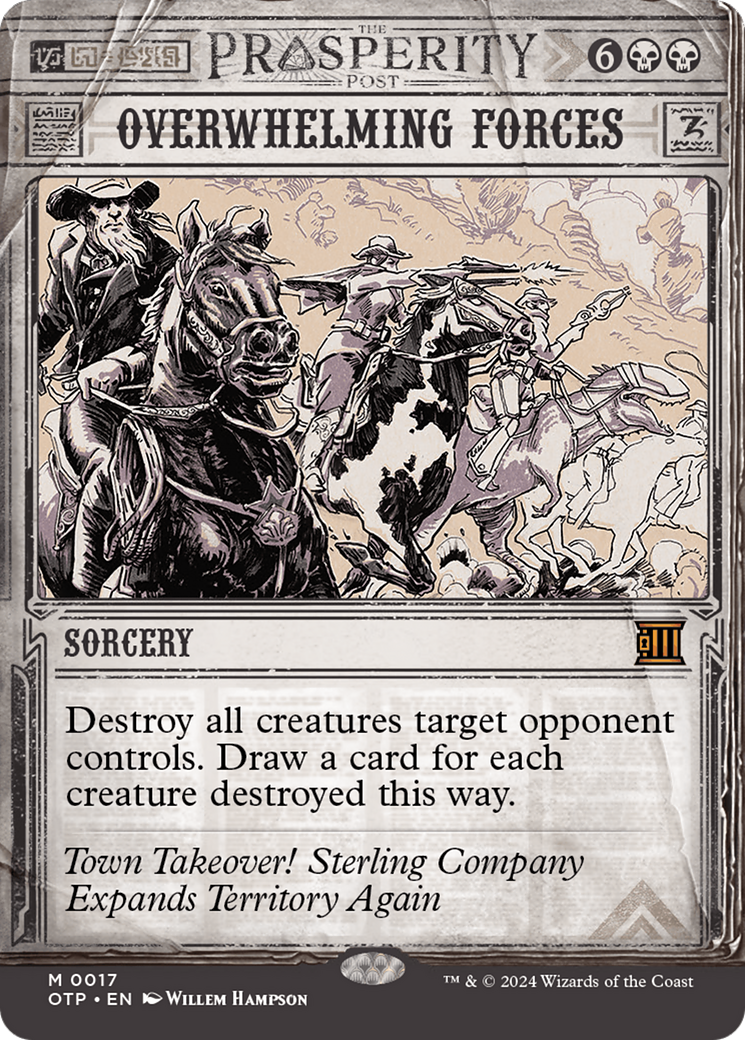 THE
PROSPERITY
POST
6
OVERWHELMING FORCES
SORCERY
Destroy all creatures target opponent
controls. Draw a card for each
creature destroyed this way.
Town Takeover! Sterling Company
Expands Territory Again
M 0017
OTP • EN WILLEM HAMPSON
™ & © 2024 Wizards of the Coast